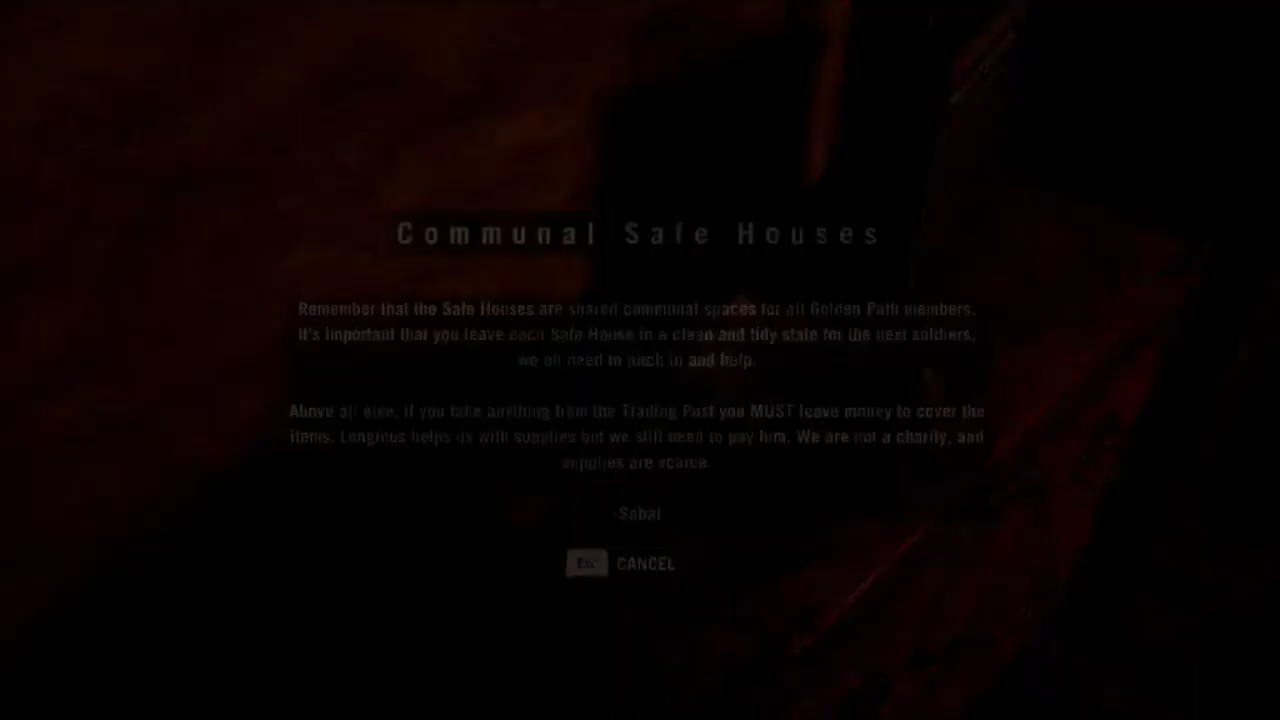 Communal Safe Houses
Remember that the Safe Houses are shared communal spaces for all Golden Path members.
It's important that you leave each Safe House in a clean and tidy state for the next soldiers,
we all need to pitch in and help.
Above all else, if you take anything from the Trading Post you MUST leave money to cover the
items. Longinus helps us with supplies but we still need to pay him. We are not a charity, and
supplies are scarce.
-Sabal
Esc CANCEL